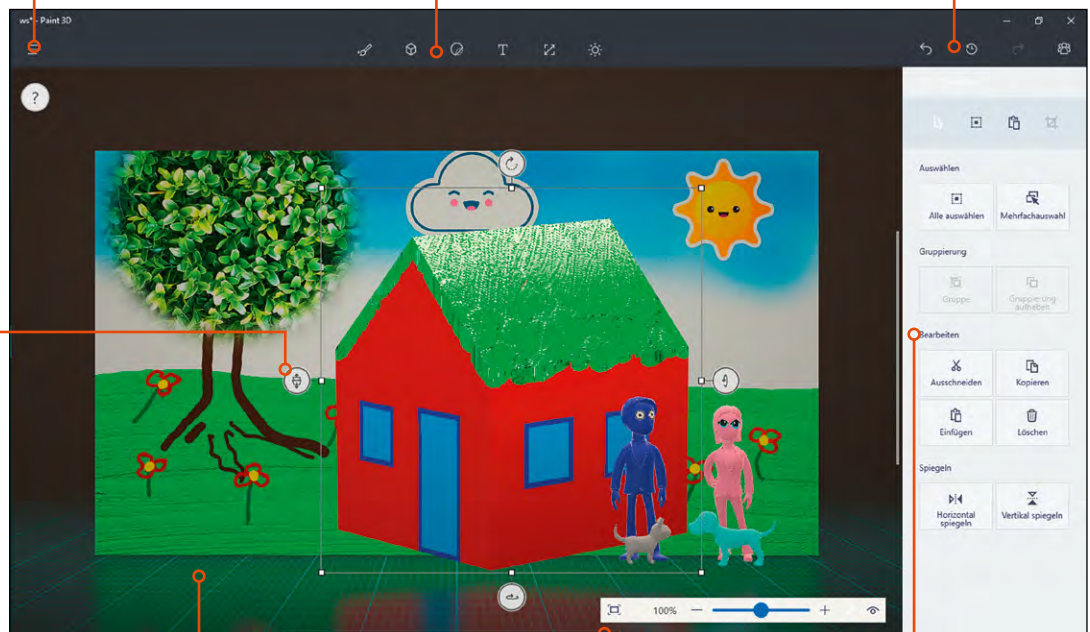 ws* - Paint 3D
T
?
Auswählen
Alle auswählen
Mehrfachauswahl
Gruppierung
Gruppe
Gruppierung
aufheben
Bearbeiten
Ausschneiden
Kopieren
Einfügen
Löschen
Spiegeln
Horizontal
spiegeln
Vertikal spiegeln
100%